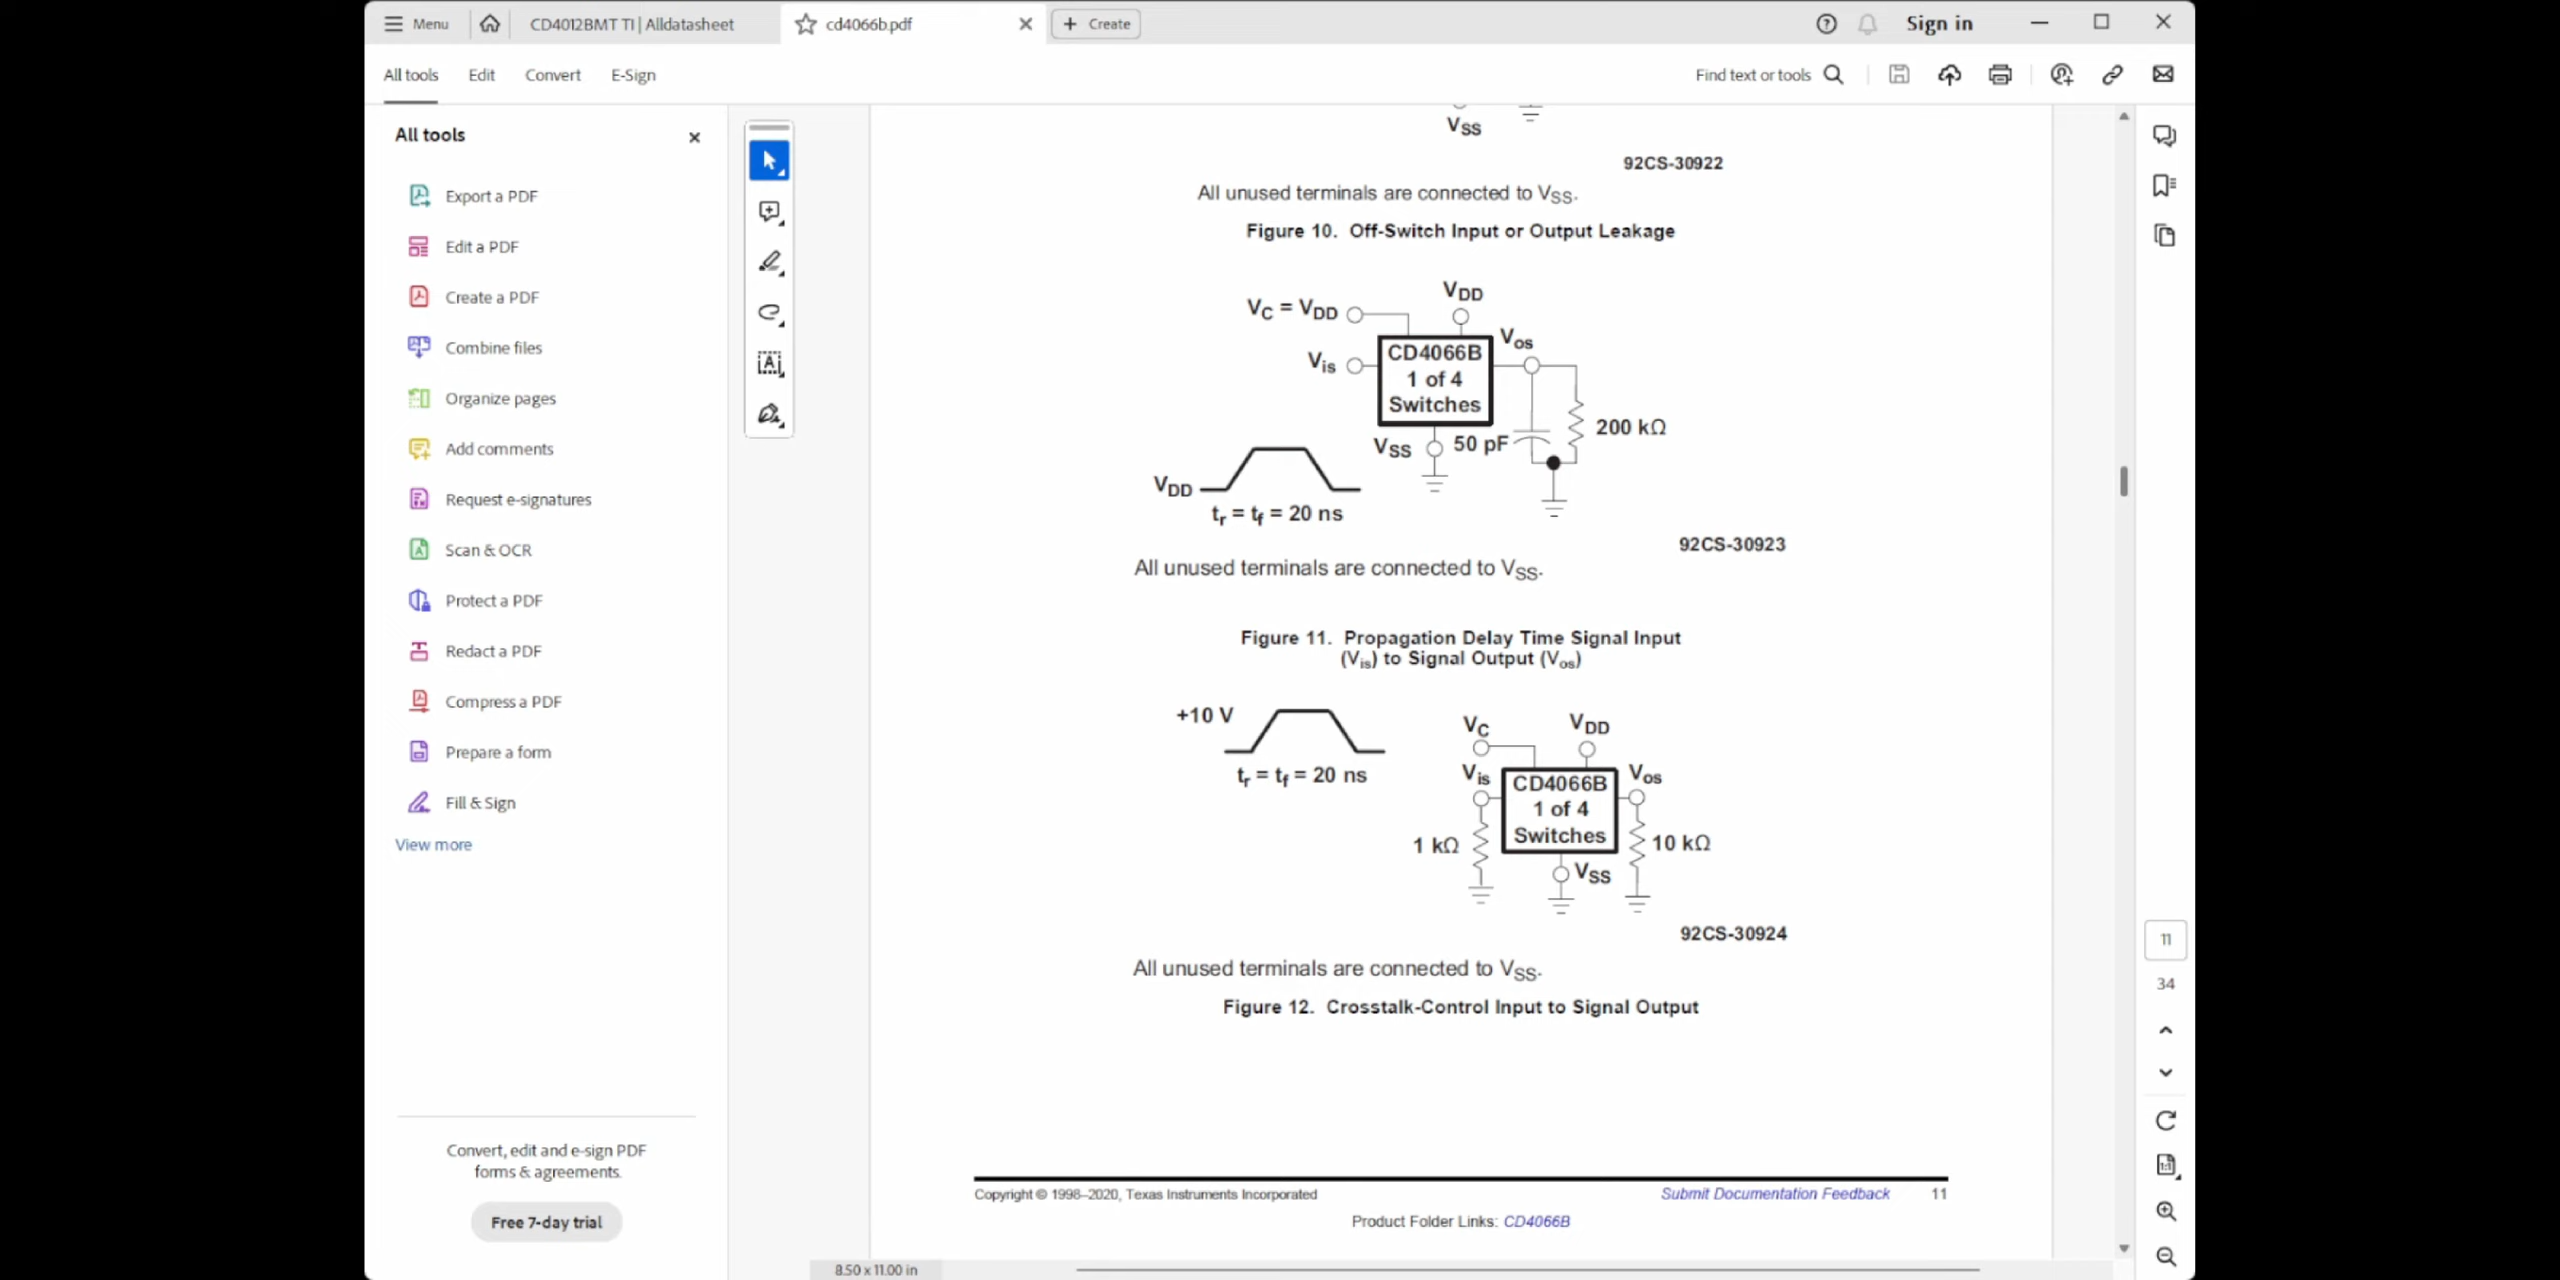 Menu
CD4012BMT TI | Alldatasheet
cd4066b.pdf
Create
Sign in
All tools
Edit
Convert
E-Sign
Find text or tools
All tools
Export a PDF
Edit a PDF
Create a PDF
Combine files
Organize pages
Add comments
Request e-signatures
Scan & OCR
Protect a PDF
Redact a PDF
Compress a PDF
Prepare a form
Fill & Sign
View more
Convert, edit and e-sign PDF
forms & agreements.
Free 7-day trial
VSS
92CS-30922
All unused terminals are connected to VSS.
Figure 10. Off-Switch Input or Output Leakage
VDD
VC = VDD
Vos
Vis
CD4066B
1 of 4
Switches
200 kΩ
VSS
50 pF
VDD
tr = tf = 20 ns
92CS-30923
All unused terminals are connected to VSS.
Figure 11. Propagation Delay Time Signal Input
(Vis) to Signal Output (Vos)
+10 V
tr = tf = 20 ns
VC
VDD
Vis
Vos
CD4066B
1 of 4
Switches
1 kΩ
10 kΩ
VSS
92CS-30924
All unused terminals are connected to VSS.
Figure 12. Crosstalk-Control Input to Signal Output
Copyright © 1998–2020, Texas Instruments Incorporated
Submit Documentation Feedback
11
Product Folder Links: CD4066B
8.50 x 11.00 in
11
34